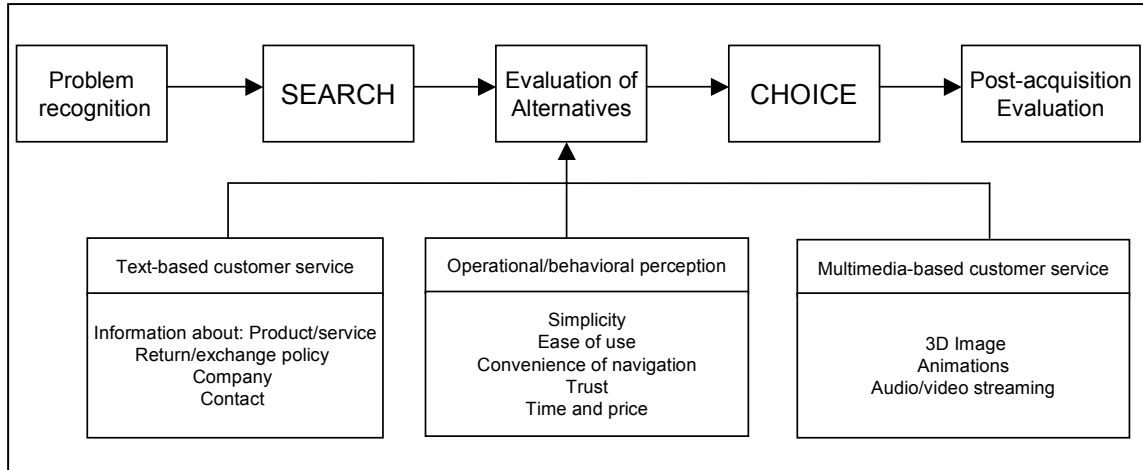 Problem
recognition
SEARCH
Evaluation of
Alternatives
CHOICE
Post-acquisition
Evaluation
Text-based customer service
Information about: Product/service
Return/exchange policy
Company
Contact
Operational/behavioral perception
Simplicity
Ease of use
Convenience of navigation
Trust
Time and price
Multimedia-based customer service
3D Image
Animations
Audio/video streaming